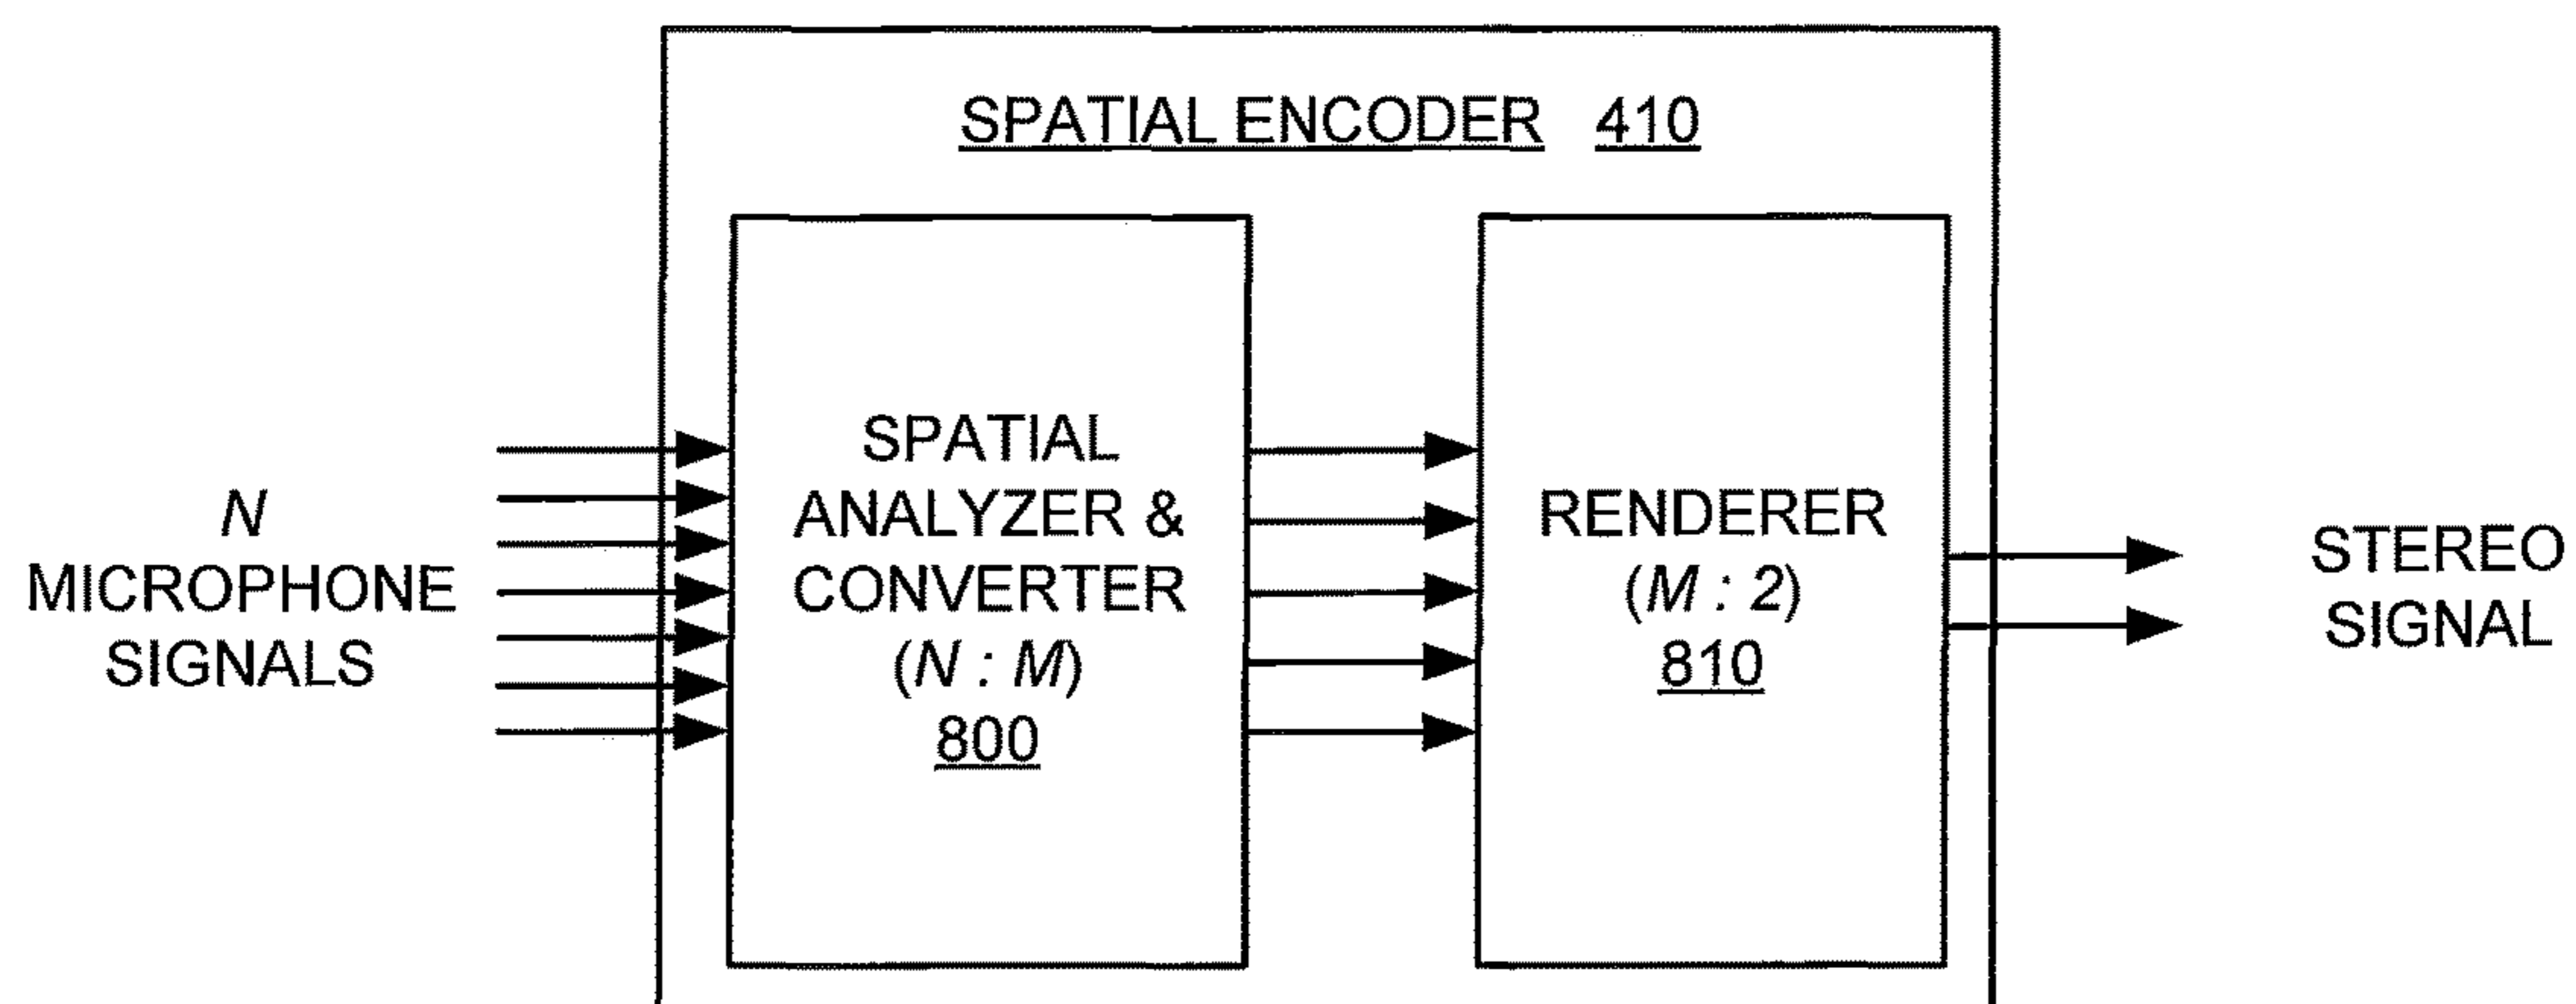 SPATIAL ENCODER 410
N
MICROPHONE
SIGNALS
SPATIAL
ANALYZER &
CONVERTER
(N : M)
800
RENDERER
(M : 2)
810
STEREO
SIGNAL